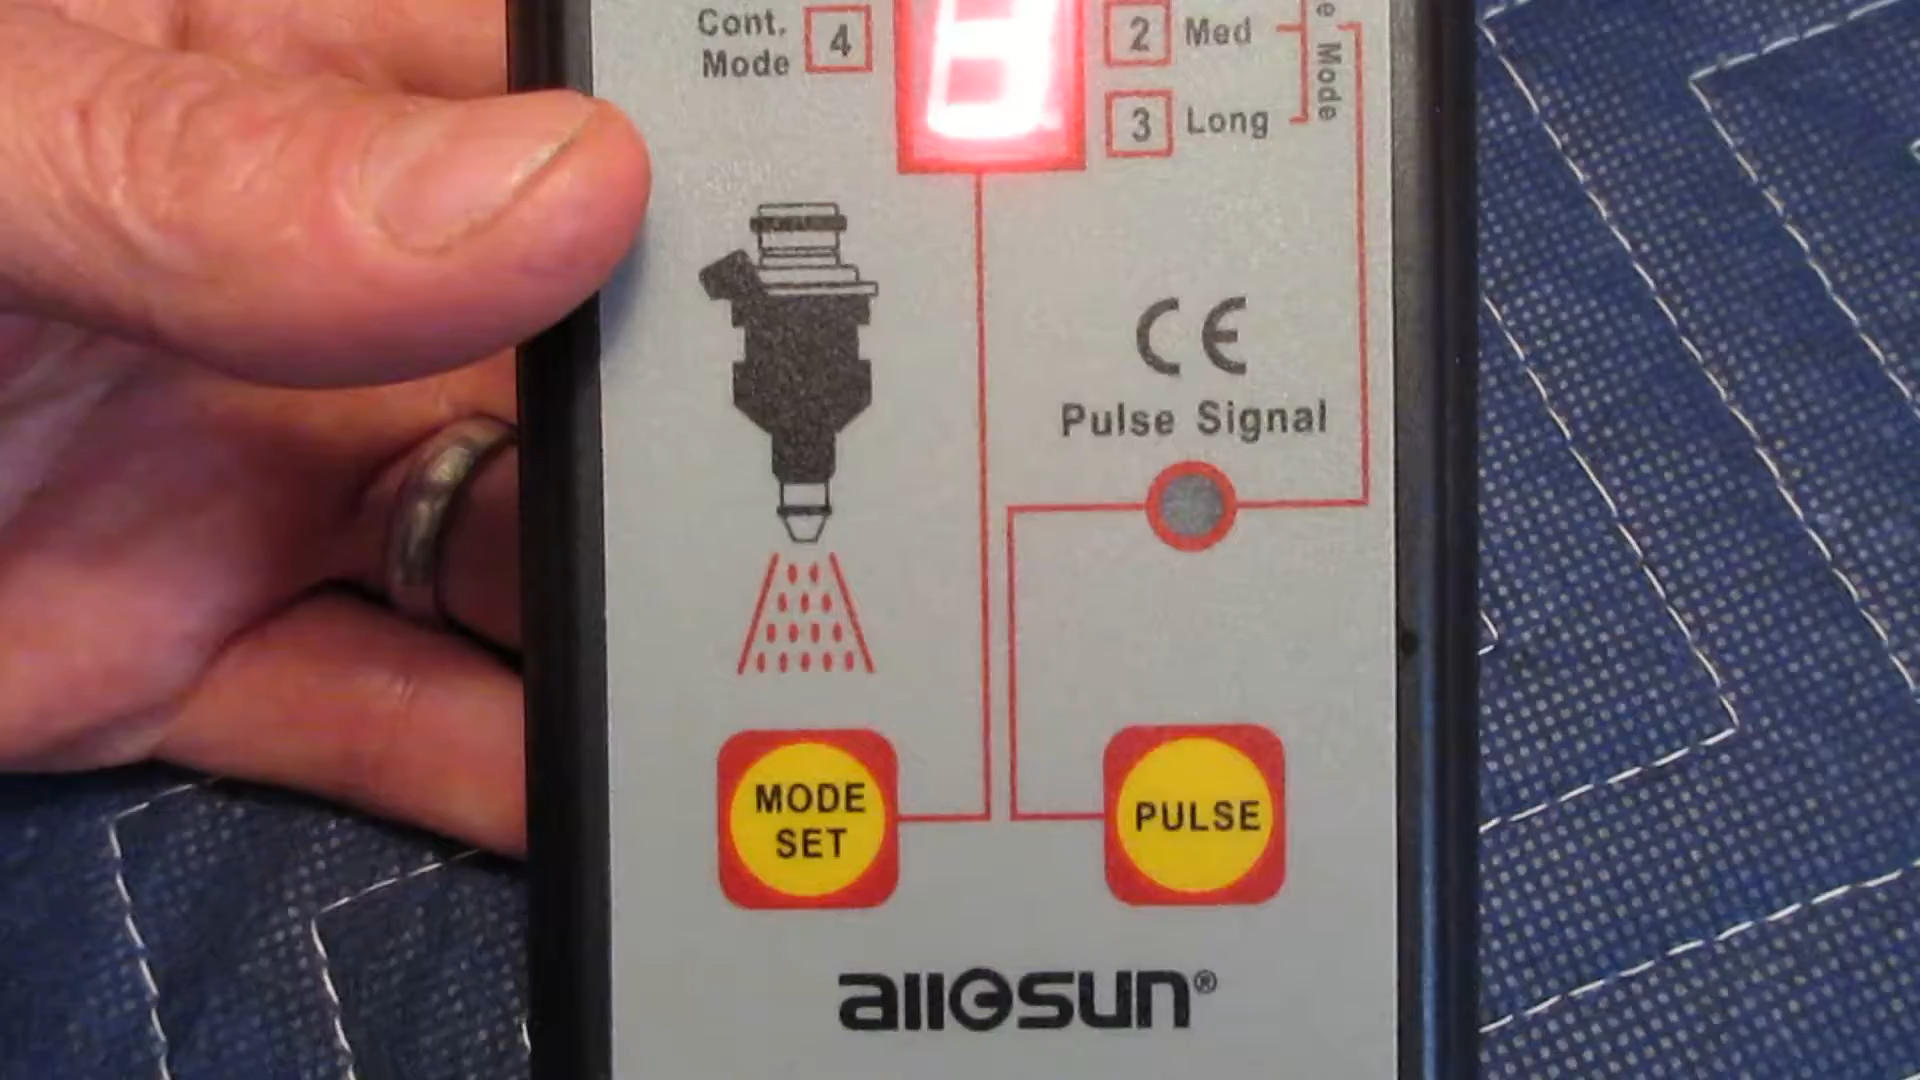 Cont.
Mode
4
2 Med
3 Long
e Mode
CE
Pulse Signal
MODE
SET
PULSE
allosun®